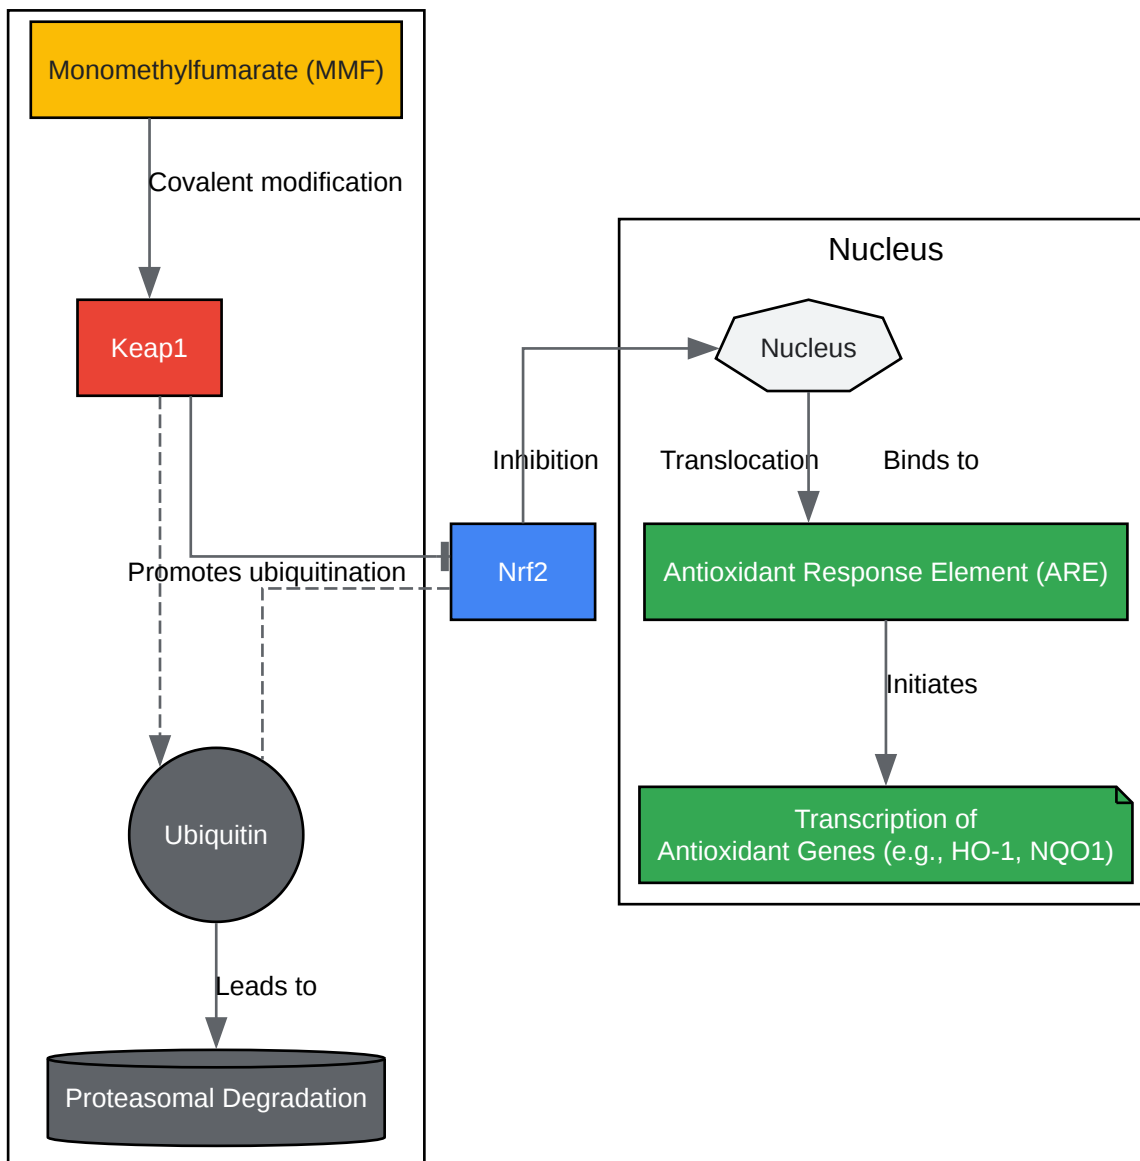 Monomethylfumarate (MMF)
Covalent modification
Nucleus
Keap1
Nucleus
Inhibition
Translocation
Binds to
Promotes ubiquitination
Nrf2
Antioxidant Response Element (ARE)
Initiates
Ubiquitin
Transcription of
Antioxidant Genes (e.g., HO-1, NQO1)
Leads to
Proteasomal Degradation